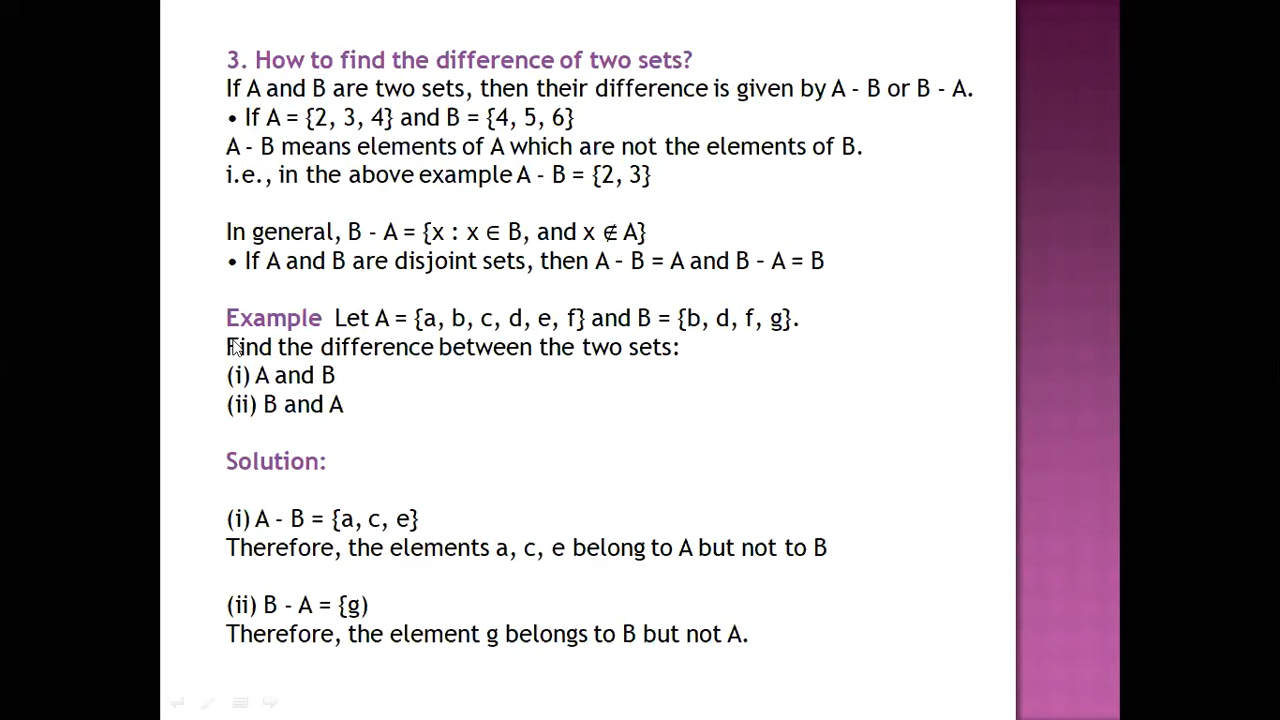 3. How to find the difference of two sets?
If A and B are two sets, then their difference is given by A - B or B - A.
• If A = {2, 3, 4} and B = {4, 5, 6}
A - B means elements of A which are not the elements of B.
i.e., in the above example A - B = {2, 3}
In general, B - A = {x : x ∈ B, and x ∉ A}
• If A and B are disjoint sets, then A – B = A and B – A = B
Example Let A = {a, b, c, d, e, f} and B = {b, d, f, g}.
Find the difference between the two sets:
(i) A and B
(ii) B and A
Solution:
(i) A - B = {a, c, e}
Therefore, the elements a, c, e belong to A but not to B
(ii) B - A = {g)
Therefore, the element g belongs to B but not A.